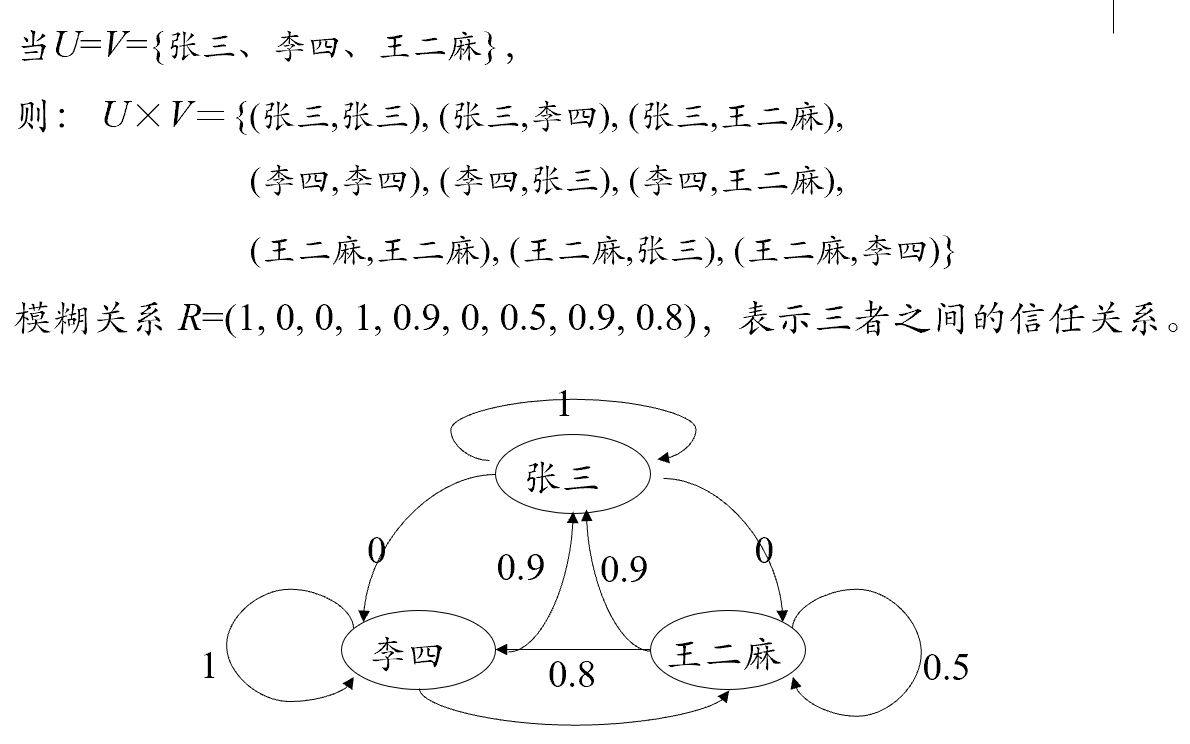 当U=V={张三、李四、王二麻}，
则： U×V＝{(张三,张三), (张三,李四), (张三,王二麻),
(李四,李四), (李四,张三), (李四,王二麻),
(王二麻,王二麻), (王二麻,张三), (王二麻,李四)}
模糊关系 R=(1, 0, 0, 1, 0.9, 0, 0.5, 0.9, 0.8)，表示三者之间的信任关系。
1
张三
0
0.9
0.9
0
李四
王二麻
1
0.8
0.5